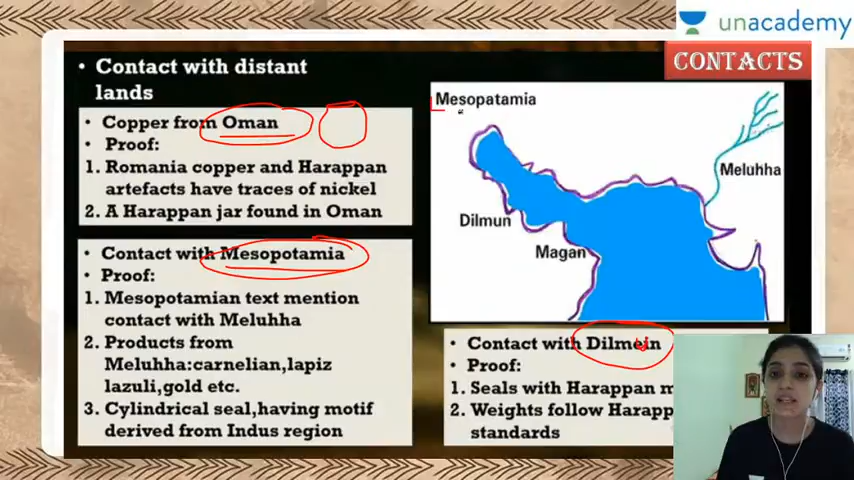 unacademy
CONTACTS
• Contact with distant
lands
• Copper from Oman
• Proof:
1. Romania copper and Harappan
artefacts have traces of nickel
2. A Harappan jar found in Oman
• Contact with Mesopotamia
• Proof:
1. Mesopotamian text mention
contact with Meluhha
2. Products from
Meluhha:carnelian,lapiz
lazuli,gold etc.
3. Cylindrical seal,having motif
derived from Indus region
Mesopatamia
Meluhha
Dilmun
Magan
• Contact with Dilmein
• Proof:
1. Seals with Harappan m
2. Weights follow Harapp
standards